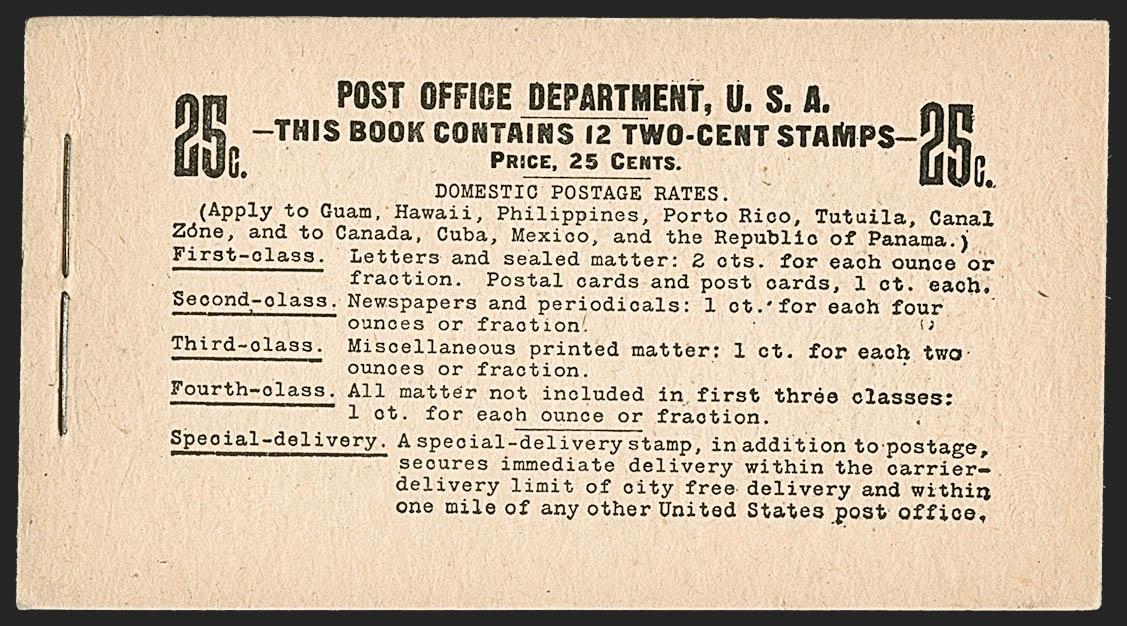 POST OFFICE DEPARTMENT, U. S. A.
25c. —THIS BOOK CONTAINS 12 TWO-CENT STAMPS— 25c.
PRICE, 25 CENTS.
DOMESTIC POSTAGE RATES.
(Apply to Guam, Hawaii, Philippines, Porto Rico, Tutuila, Canal
Zone, and to Canada, Cuba, Mexico, and the Republic of Panama.)
First-class. Letters and sealed matter: 2 cts. for each ounce or
fraction. Postal cards and post cards, 1 ct. each.
Second-class. Newspapers and periodicals: 1 ct. for each four
ounces or fraction.
Third-class. Miscellaneous printed matter: 1 ct. for each two
ounces or fraction.
Fourth-class. All matter not included in first three classes:
1 ct. for each ounce or fraction.
Special-delivery. A special-delivery stamp, in addition to postage,
secures immediate delivery within the carrier-
delivery limit of city free delivery and within
one mile of any other United States post office.